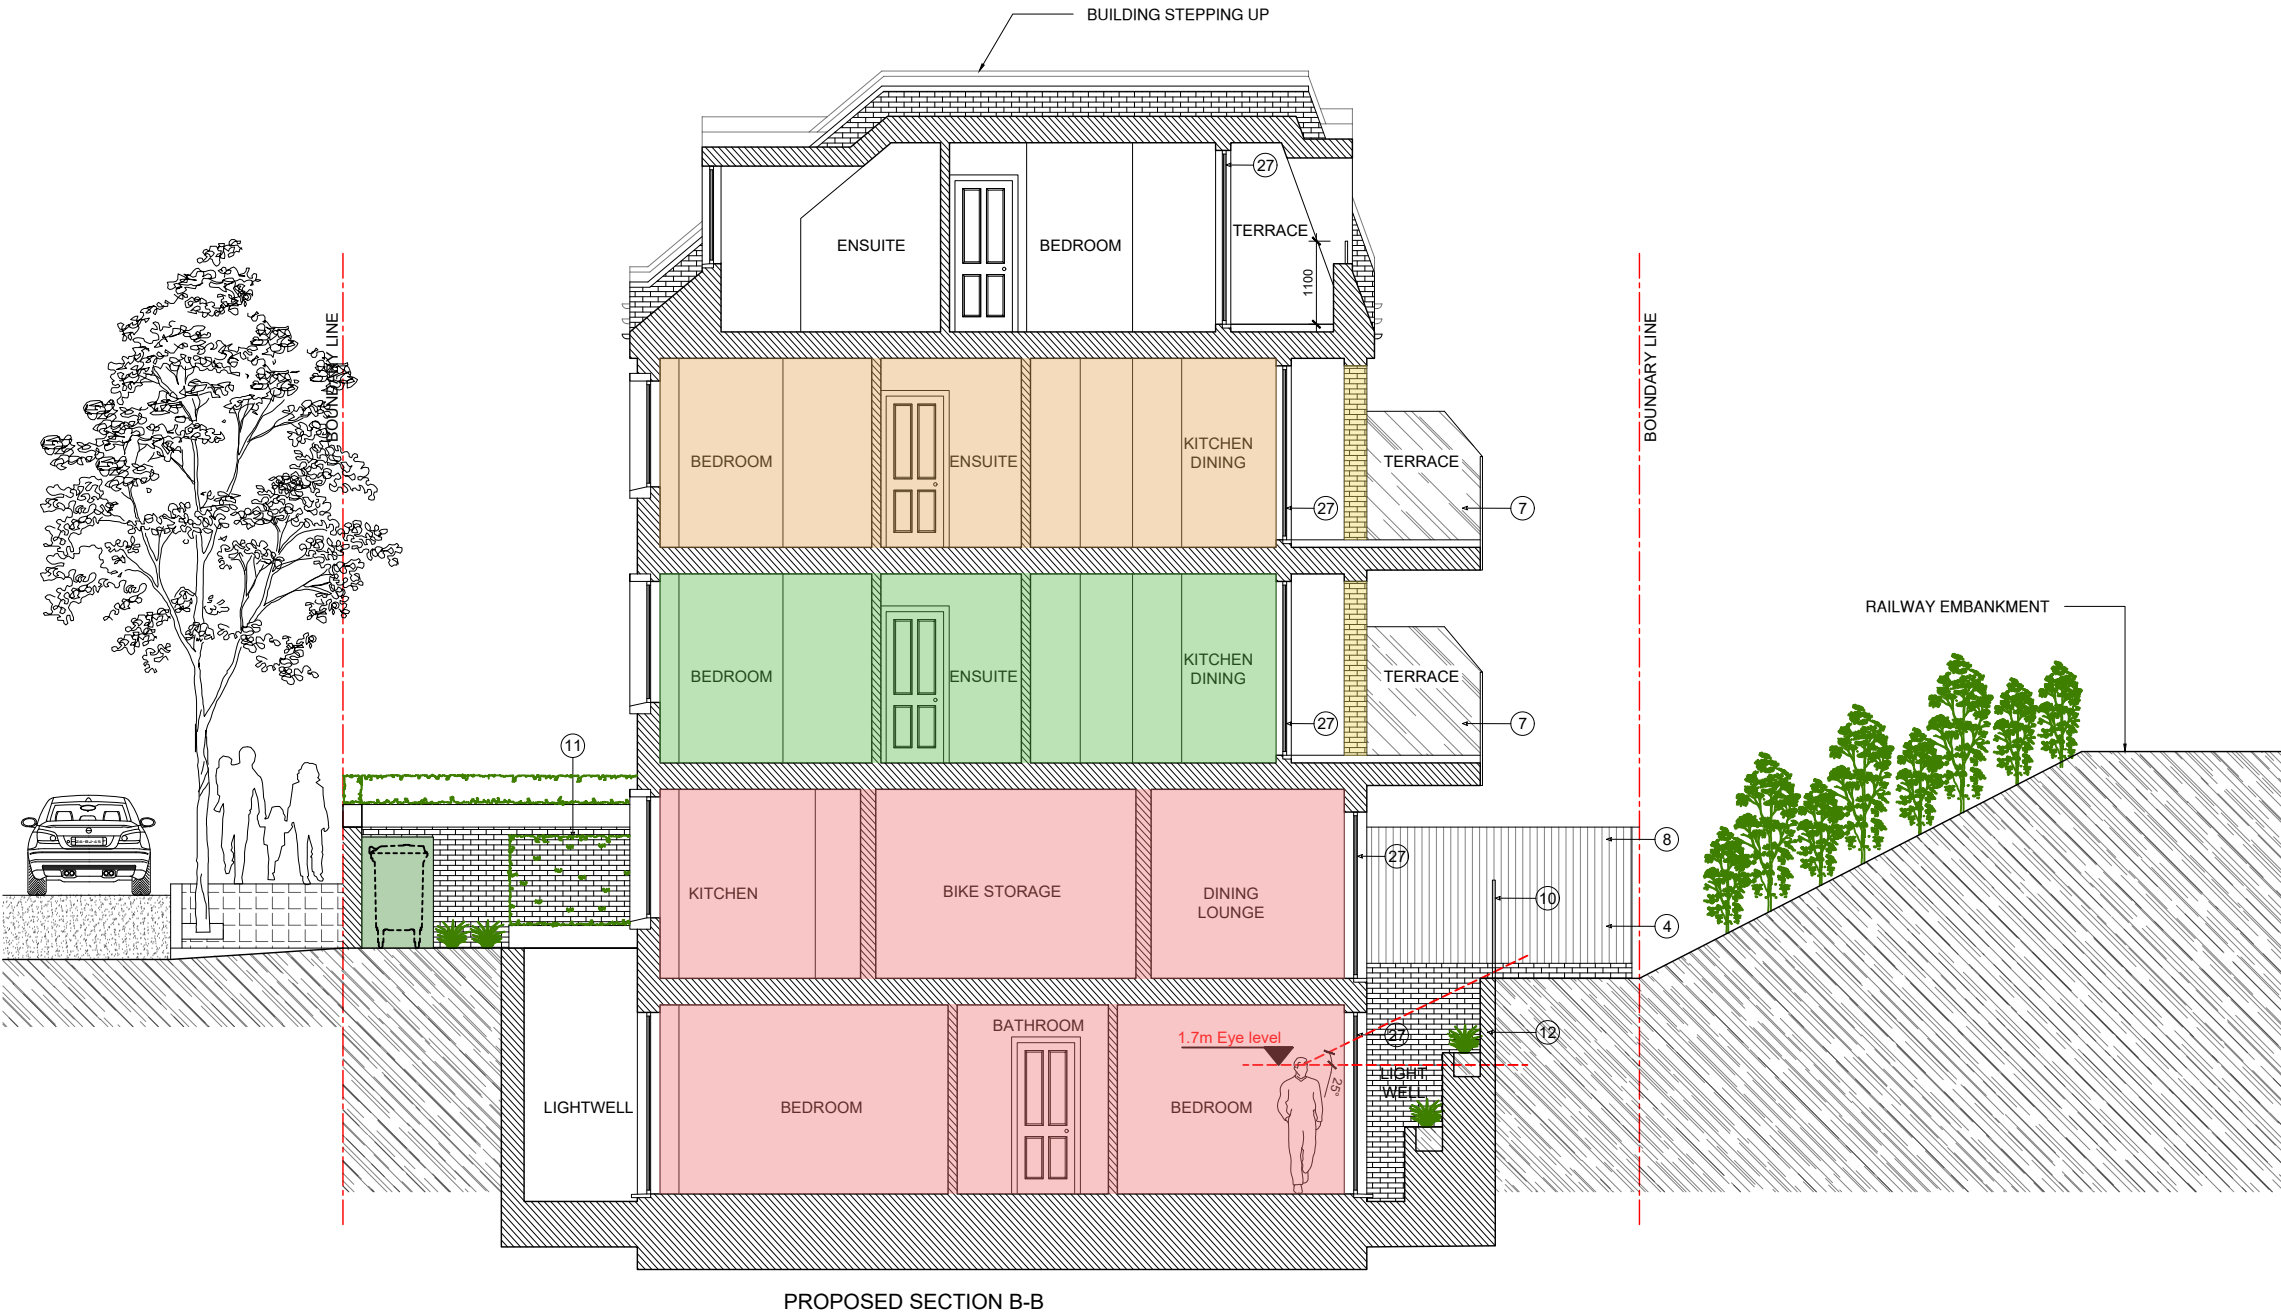 BUILDING STEPPING UP
27
ENSUITE
BEDROOM
TERRACE
1100
BOUNDARY LINE
BOUNDARY LINE
BEDROOM
ENSUITE
KITCHEN
DINING
TERRACE
27
7
RAILWAY EMBANKMENT
BEDROOM
ENSUITE
KITCHEN
DINING
TERRACE
27
7
11
KITCHEN
BIKE STORAGE
DINING
LOUNGE
27
8
10
4
BATHROOM
1.7m Eye level
27
12
25°
LIGHT
WELL
LIGHTWELL
BEDROOM
BEDROOM
PROPOSED SECTION B-B